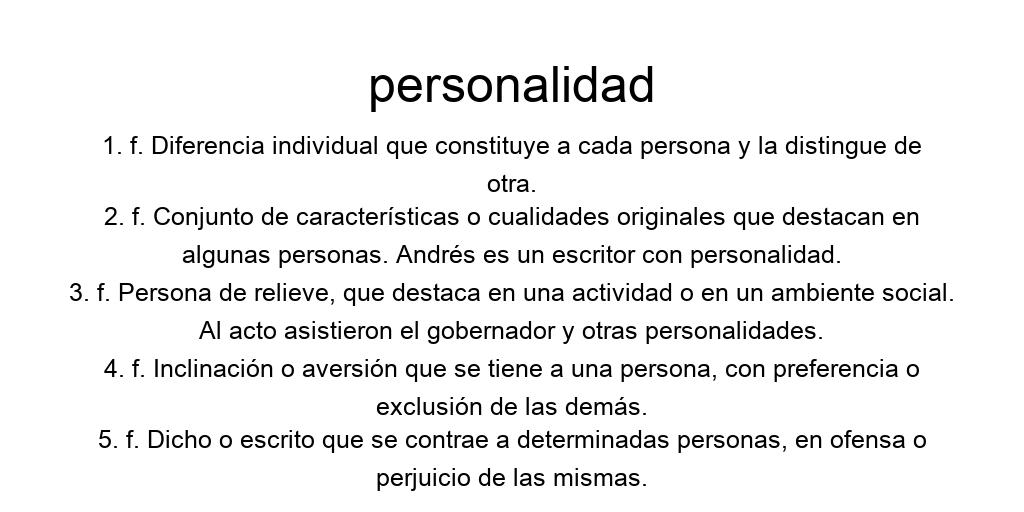 personalidad
1. f. Diferencia individual que constituye a cada persona y la distingue de
otra.
2. f. Conjunto de características o cualidades originales que destacan en
algunas personas. Andrés es un escritor con personalidad.
3. f. Persona de relieve, que destaca en una actividad o en un ambiente social.
Al acto asistieron el gobernador y otras personalidades.
4. f. Inclinación o aversión que se tiene a una persona, con preferencia o
exclusión de las demás.
5. f. Dicho o escrito que se contrae a determinadas personas, en ofensa o
perjuicio de las mismas.